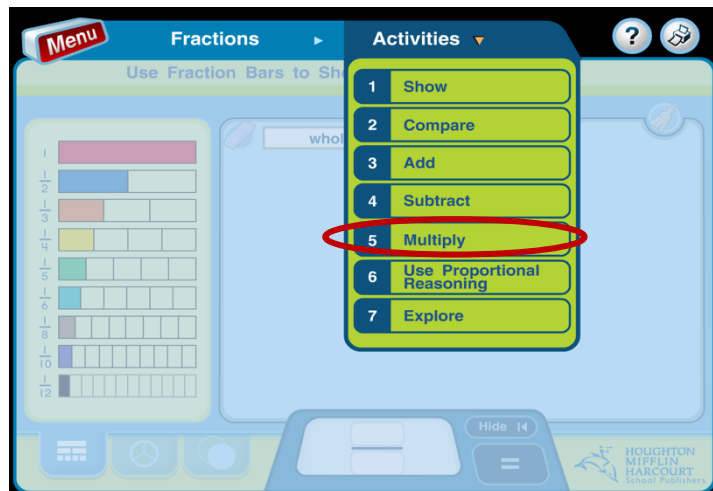 Menu
Fractions
Activities
?
Use Fraction Bars to Sh
1 Show
2 Compare
3 Add
4 Subtract
5 Multiply
6 Use Proportional
Reasoning
7 Explore
whol
1
1/2
1/3
1/4
1/5
1/6
1/8
1/10
1/12
Hide
=
HOUGHTON
MIFFLIN
HARCOURT
School Publishers